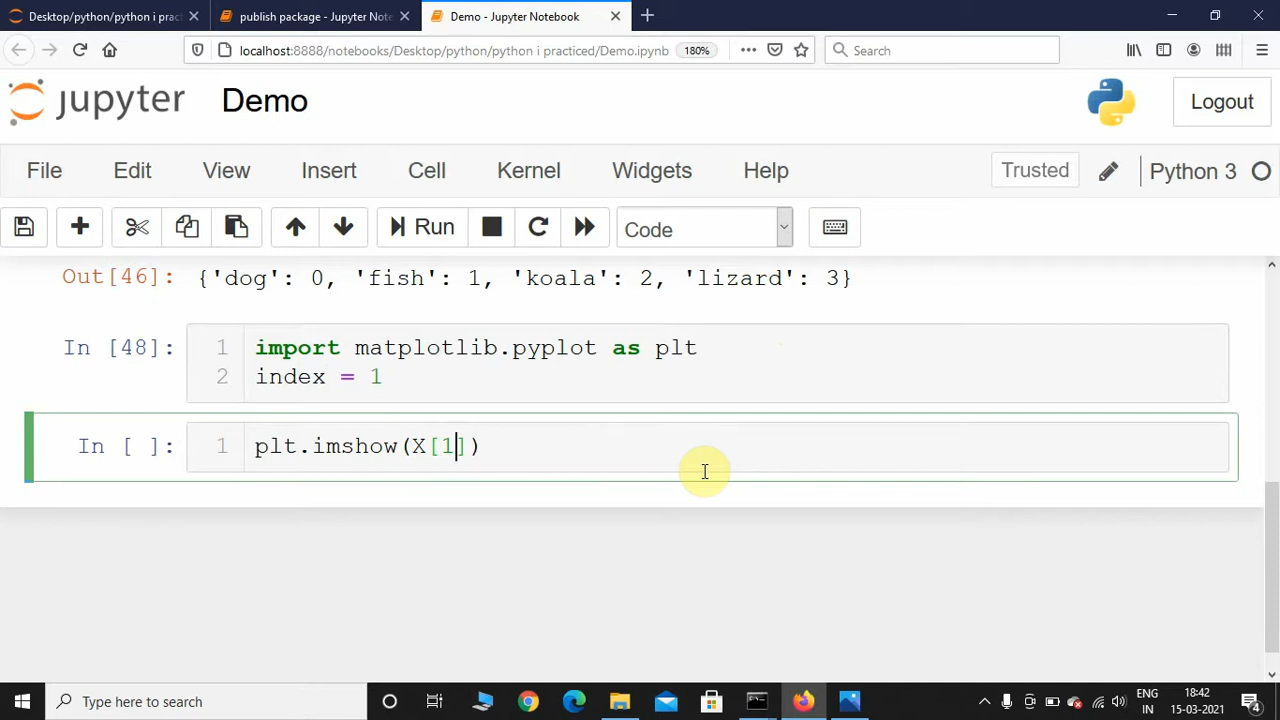 Desktop/python/python i pract
publish package - Jupyter Note
Demo - Jupyter Notebook
localhost:8888/notebooks/Desktop/python/python i practiced/Demo.ipynb
180%
Search
jupyter
Demo
Logout
File Edit View Insert Cell Kernel Widgets Help
Trusted
Python 3
Run
Code
Out[46]: {'dog': 0, 'fish': 1, 'koala': 2, 'lizard': 3}
In [48]: 1 import matplotlib.pyplot as plt
2 index = 1
In [ ]: 1 plt.imshow(X[1])
Type here to search
ENG
IN
18:42
15-03-2021
4